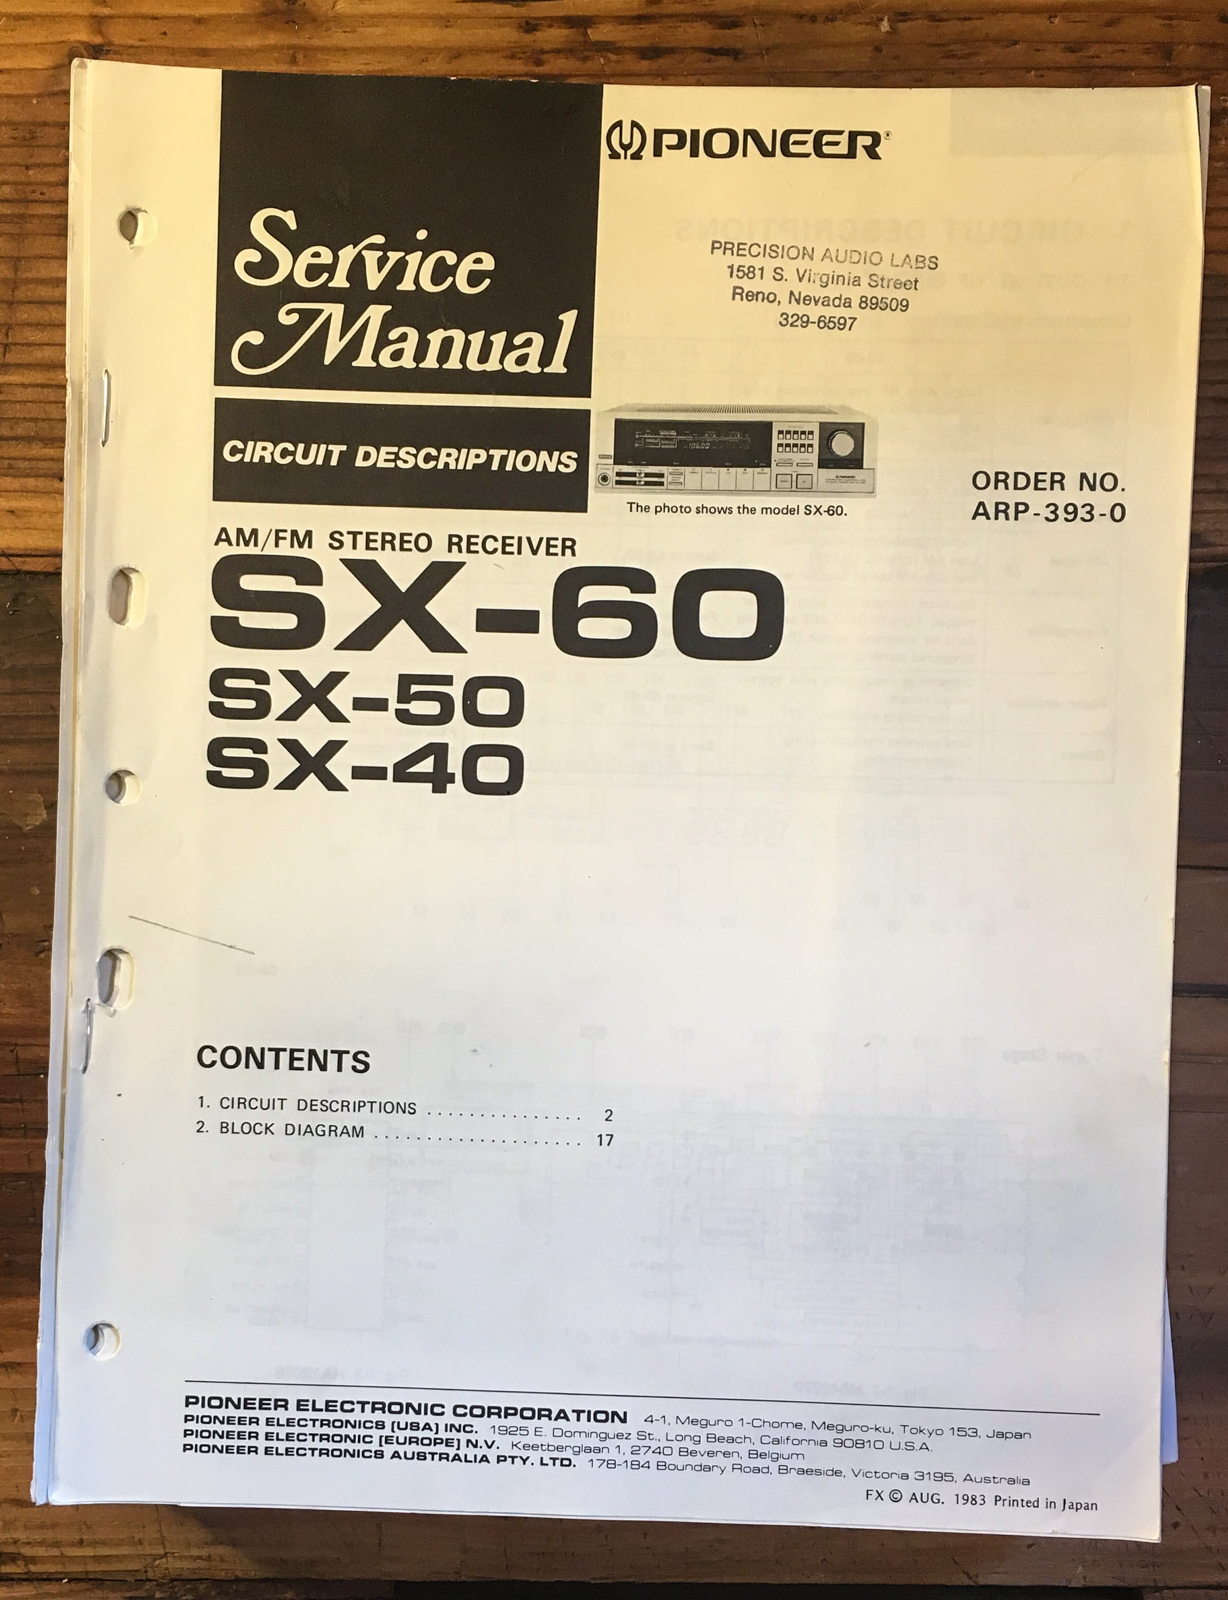 PIONEER®
Service
Manual
PRECISION AUDIO LABS
1581 S. Virginia Street
Reno, Nevada 89509
329-6597
CIRCUIT DESCRIPTIONS
The photo shows the model SX-60.
ORDER NO.
ARP-393-0
AM/FM STEREO RECEIVER
SX-60
SX-50
SX-40
CONTENTS
1. CIRCUIT DESCRIPTIONS . . . . . . . . . . . . . . . 2
2. BLOCK DIAGRAM . . . . . . . . . . . . . . . . . . . . 17
PIONEER ELECTRONIC CORPORATION 4-1, Meguro 1-Chome, Meguro-ku, Tokyo 153, Japan
PIONEER ELECTRONICS [USA] INC. 1925 E. Dominguez St., Long Beach, California 90810 U.S.A.
PIONEER ELECTRONIC [EUROPE] N.V. Keetberglaan 1, 2740 Beveren, Belgium
PIONEER ELECTRONICS AUSTRALIA PTY. LTD. 178-184 Boundary Road, Braeside, Victoria 3195, Australia
FX © AUG. 1983 Printed in Japan